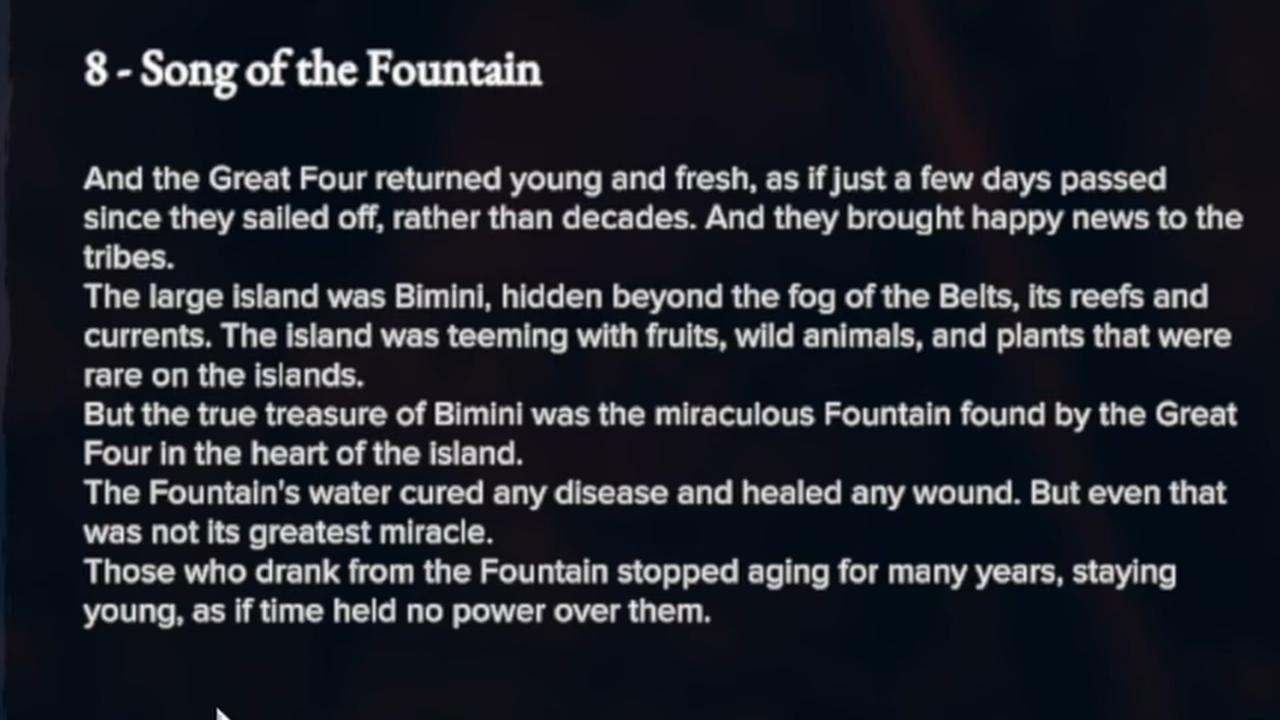 8 - Song of the Fountain
And the Great Four returned young and fresh, as if just a few days passed
since they sailed off, rather than decades. And they brought happy news to the
tribes.
The large island was Bimini, hidden beyond the fog of the Belts, its reefs and
currents. The island was teeming with fruits, wild animals, and plants that were
rare on the islands.
But the true treasure of Bimini was the miraculous Fountain found by the Great
Four in the heart of the island.
The Fountain's water cured any disease and healed any wound. But even that
was not its greatest miracle.
Those who drank from the Fountain stopped aging for many years, staying
young, as if time held no power over them.